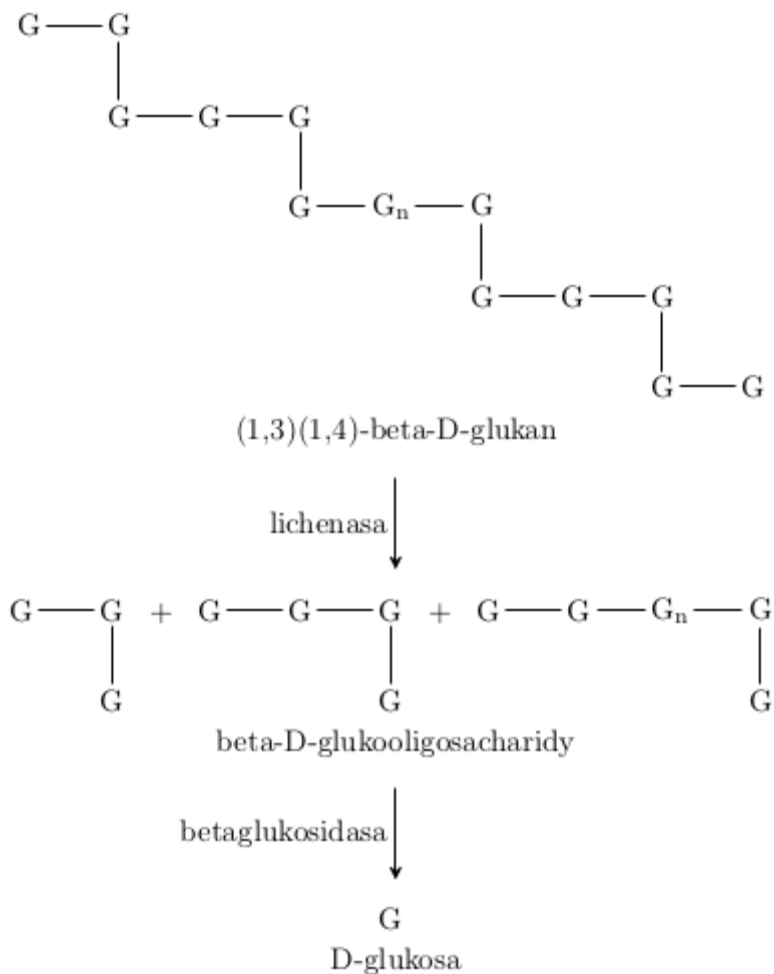 G G
G G G
G Gn G
G G G
G G
(1,3)(1,4)-beta-D-glukan
lichenasa
G G + G G G + G G Gn G
G G G
beta-D-glukooligosacharidy
betaglukosidasa
G
D-glukosa